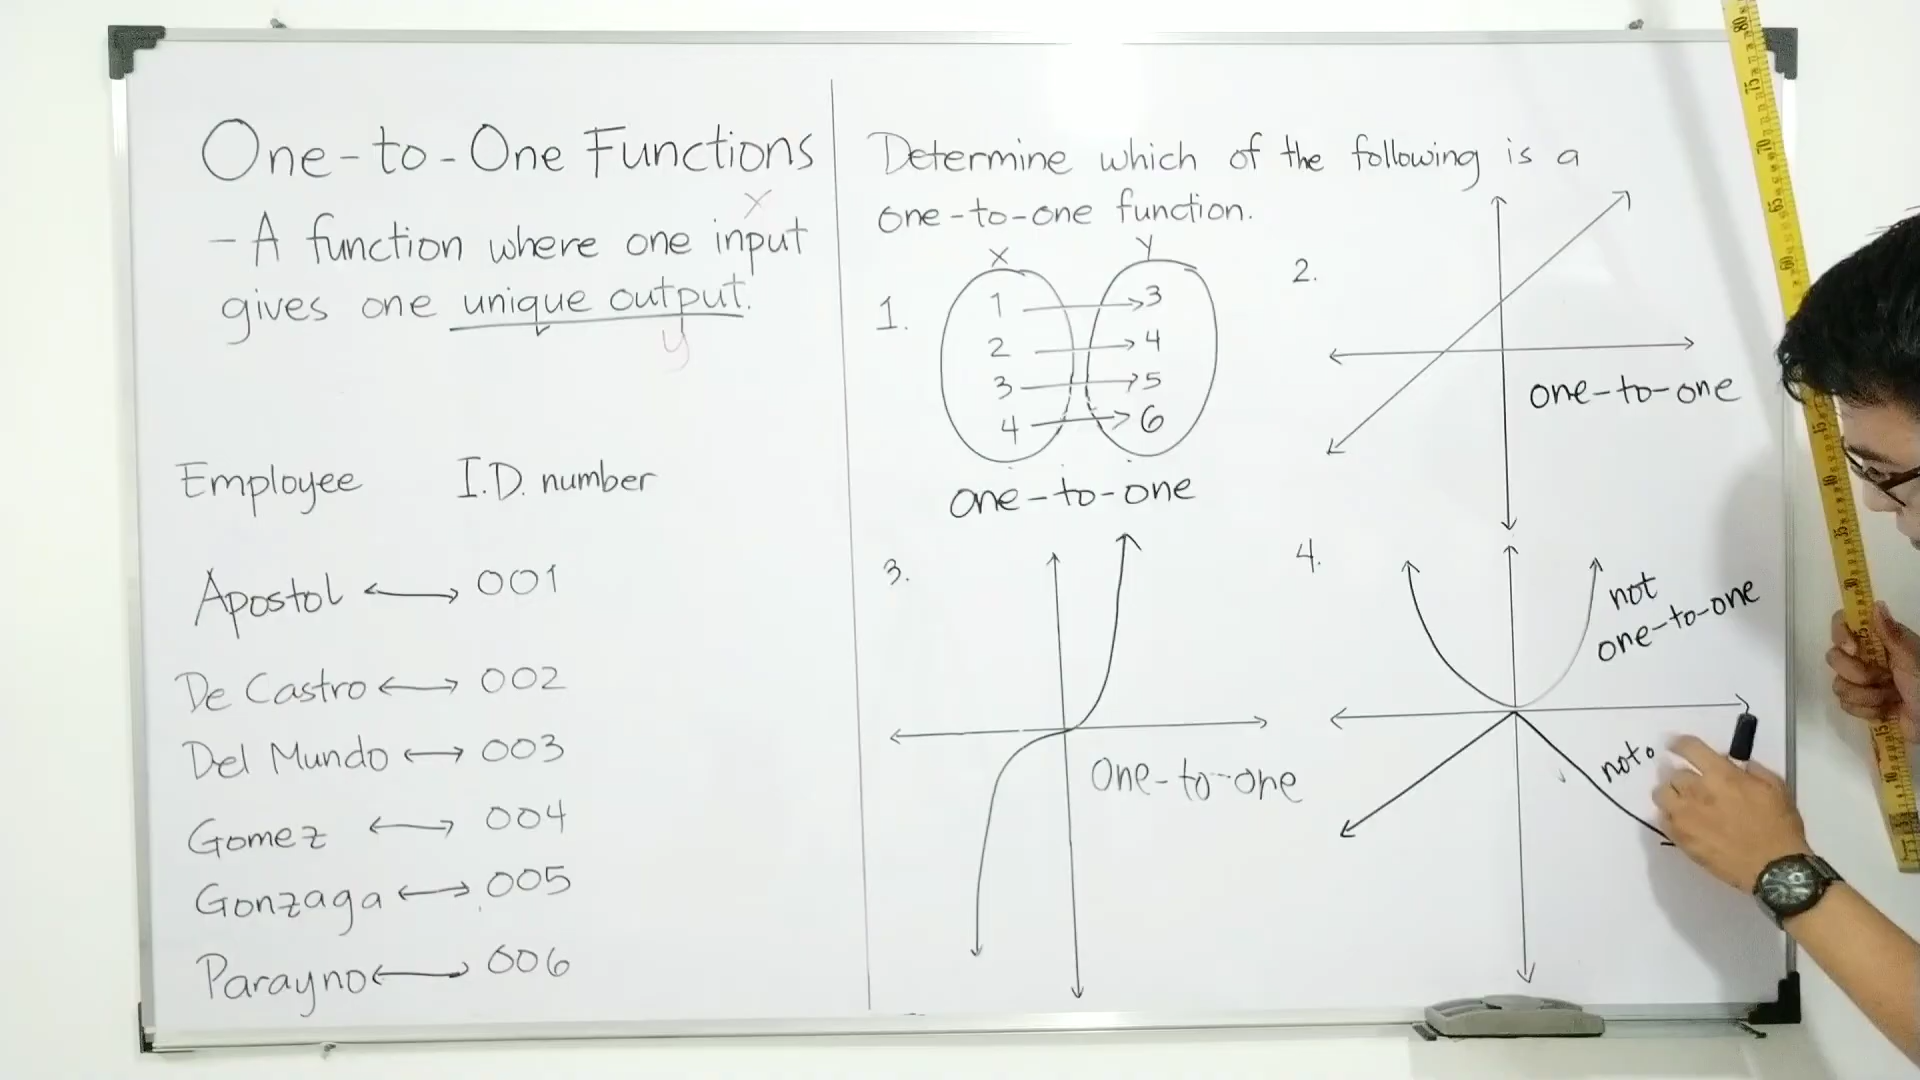 One-to-One Functions
x
- A function where one input
gives one unique output.
y
Employee I.D. number
Apostol ⟷ 001
De Castro ⟷ 002
Del Mundo ⟷ 003
Gomez ⟷ 004
Gonzaga ⟷ 005
Parayno ⟷ 006
Determine which of the following is a
one-to-one function.
1.
x y
1 → 3
2 → 4
3 → 5
4 → 6
one-to-one
2.
one-to-one
3.
one-to-one
4.
not
one-to-one
not o